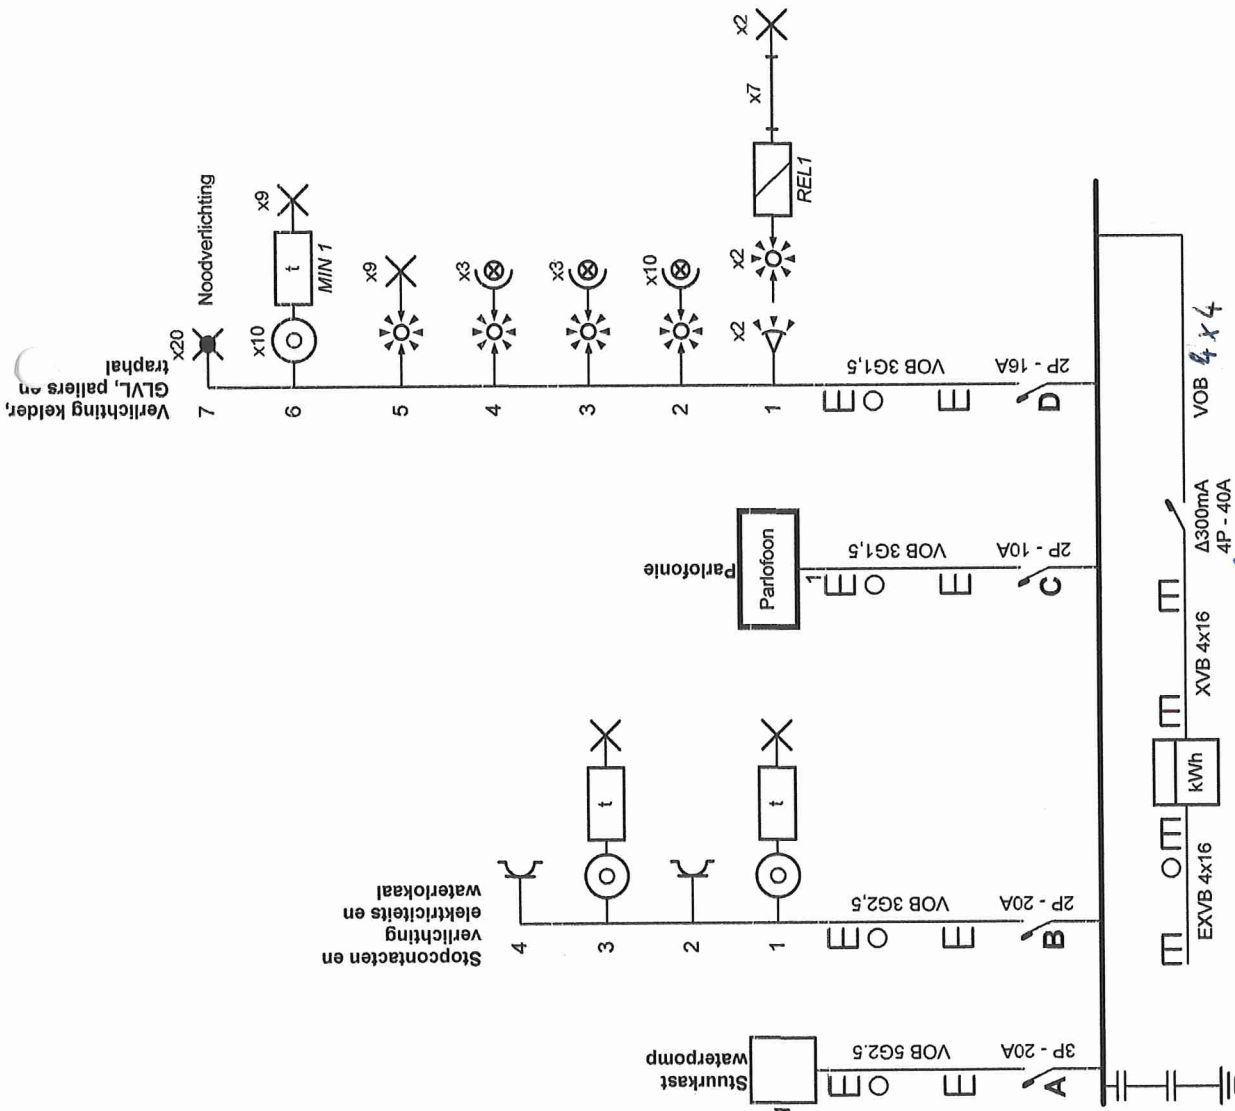 Verlichting kelder,
GLVL, paliers en
traphal
x20
Noodverlichting
7
x10
t
MIN 1
x9
6
x9
5
x3
4
x3
3
x10
2
x2
x2
REL1
x7
x2
1
VOB 3G1,5
2P - 16A
D
Parlofonie
Parlofoon
1
VOB 3G1,5
2P - 10A
C
Stopcontacten en
verlichting
elektriciteits en
waterlokaal
4
t
3
2
t
1
VOB 3G2,5
2P - 20A
B
Stuurkast
waterpomp
VOB 5G2.5
3P - 20A
A
EXVB 4x16
kWh
XVB 4x16
Δ300mA
4P - 40A
VOB 4x4